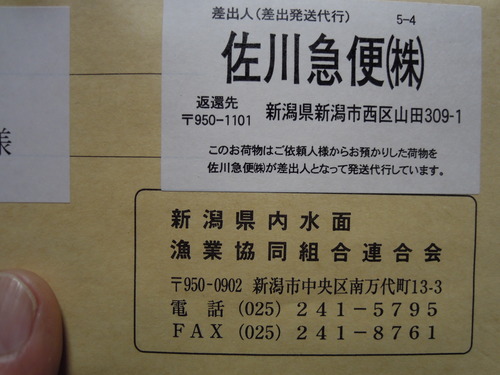 差出人(差出発送代行) 5-4
佐川急便㈱
返還先
〒950-1101 新潟県新潟市西区山田309-1
このお荷物はご依頼人様からお預かりした荷物を
佐川急便㈱が差出人となって発送代行しています。
様
新潟県内水面
漁業協同組合連合会
〒950-0902 新潟市中央区南万代町13-3
電話 (025) 241-5795
FAX (025) 241-8761